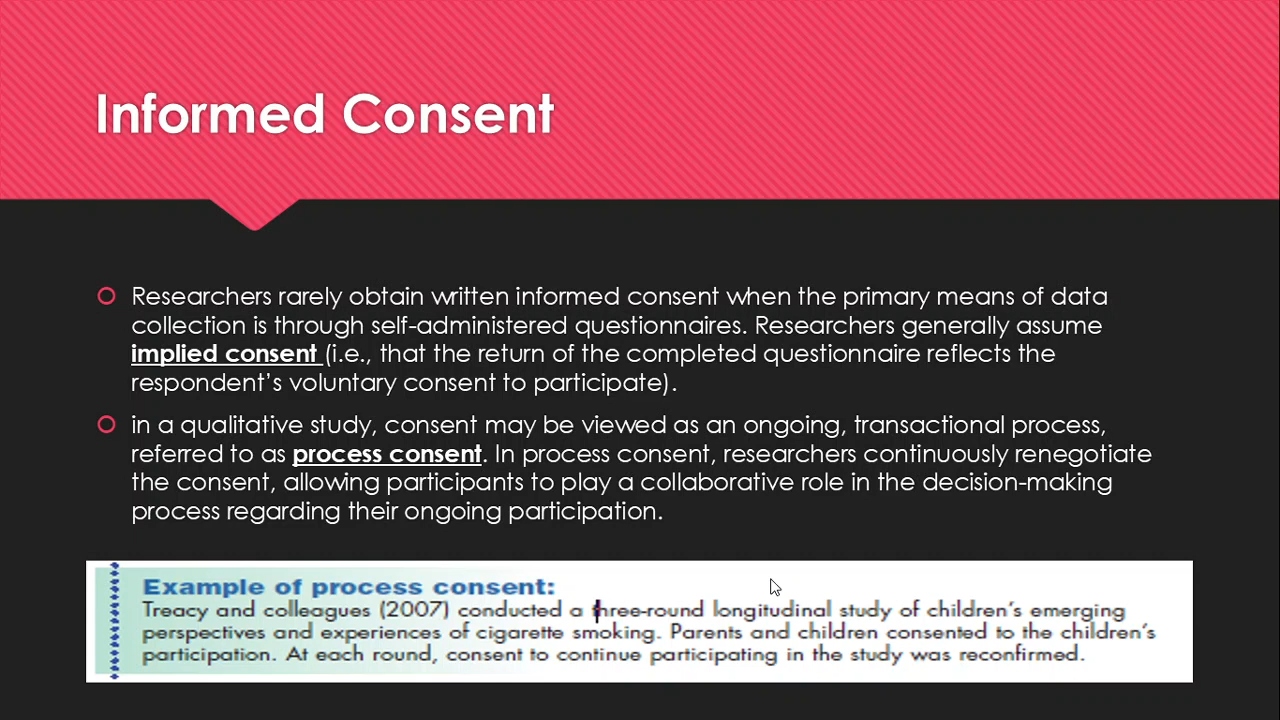 Informed Consent
Researchers rarely obtain written informed consent when the primary means of data
collection is through self-administered questionnaires. Researchers generally assume
implied consent (i.e., that the return of the completed questionnaire reflects the
respondent’s voluntary consent to participate).
in a qualitative study, consent may be viewed as an ongoing, transactional process,
referred to as process consent. In process consent, researchers continuously renegotiate
the consent, allowing participants to play a collaborative role in the decision-making
process regarding their ongoing participation.
Example of process consent:
Treacy and colleagues (2007) conducted a three-round longitudinal study of children’s emerging
perspectives and experiences of cigarette smoking. Parents and children consented to the children’s
participation. At each round, consent to continue participating in the study was reconfirmed.